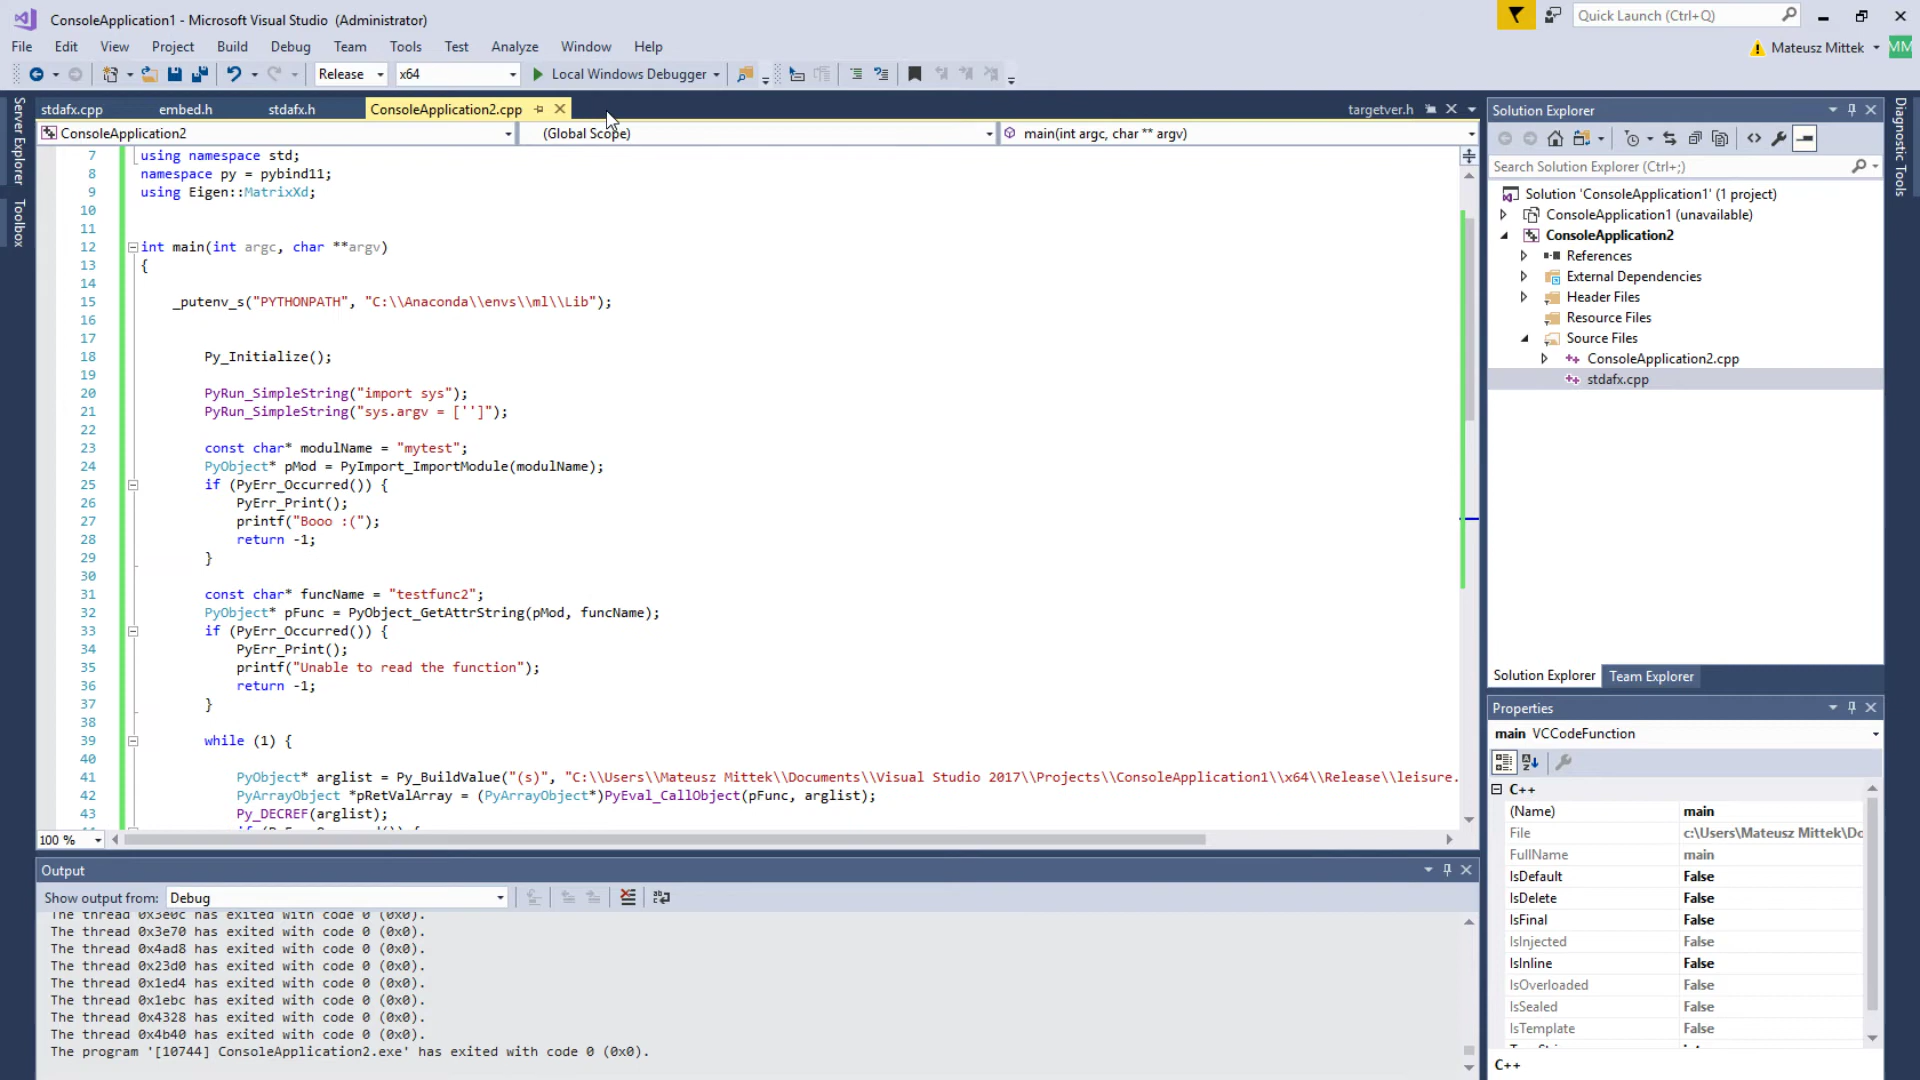 ConsoleApplication1 - Microsoft Visual Studio (Administrator)
Quick Launch (Ctrl+Q)
File Edit View Project Build Debug Team Tools Test Analyze Window Help
Mateusz Mittek MM
Release x64 Local Windows Debugger
Server Explorer
Toolbox
stdafx.cpp embed.h stdafx.h ConsoleApplication2.cpp targetver.h
ConsoleApplication2 (Global Scope) main(int argc, char ** argv)
7 using namespace std;
8 namespace py = pybind11;
9 using Eigen::MatrixXd;
10
11
12 int main(int argc, char **argv)
13 {
14
15 _putenv_s("PYTHONPATH", "C:\\Anaconda\\envs\\ml\\Lib");
16
17
18 Py_Initialize();
19
20 PyRun_SimpleString("import sys");
21 PyRun_SimpleString("sys.argv = ['']");
22
23 const char* modulName = "mytest";
24 PyObject* pMod = PyImport_ImportModule(modulName);
25 if (PyErr_Occurred()) {
26 PyErr_Print();
27 printf("Booo :(");
28 return -1;
29 }
30
31 const char* funcName = "testfunc2";
32 PyObject* pFunc = PyObject_GetAttrString(pMod, funcName);
33 if (PyErr_Occurred()) {
34 PyErr_Print();
35 printf("Unable to read the function");
36 return -1;
37 }
38
39 while (1) {
40
41 PyObject* arglist = Py_BuildValue("(s)", "C:\\Users\\Mateusz Mittek\\Documents\\Visual Studio 2017\\Projects\\ConsoleApplication1\\x64\\Release\\leisure.
42 PyArrayObject *pRetValArray = (PyArrayObject*)PyEval_CallObject(pFunc, arglist);
43 Py_DECREF(arglist);
100 %
Output
Show output from: Debug
The thread 0x3e0c has exited with code 0 (0x0).
The thread 0x3e70 has exited with code 0 (0x0).
The thread 0x4ad8 has exited with code 0 (0x0).
The thread 0x23d0 has exited with code 0 (0x0).
The thread 0x1ed4 has exited with code 0 (0x0).
The thread 0x1ebc has exited with code 0 (0x0).
The thread 0x4328 has exited with code 0 (0x0).
The thread 0x4b40 has exited with code 0 (0x0).
The program '[10744] ConsoleApplication2.exe' has exited with code 0 (0x0).
Solution Explorer
Search Solution Explorer (Ctrl+;)
Solution 'ConsoleApplication1' (1 project)
ConsoleApplication1 (unavailable)
ConsoleApplication2
References
External Dependencies
Header Files
Resource Files
Source Files
ConsoleApplication2.cpp
stdafx.cpp
Solution Explorer Team Explorer
Properties
main VCCodeFunction
C++
(Name) main
File c:\Users\Mateusz Mittek\Do
FullName main
IsDefault False
IsDelete False
IsFinal False
IsInjected False
IsInline False
IsOverloaded False
IsSealed False
IsTemplate False
C++
Diagnostic Tools